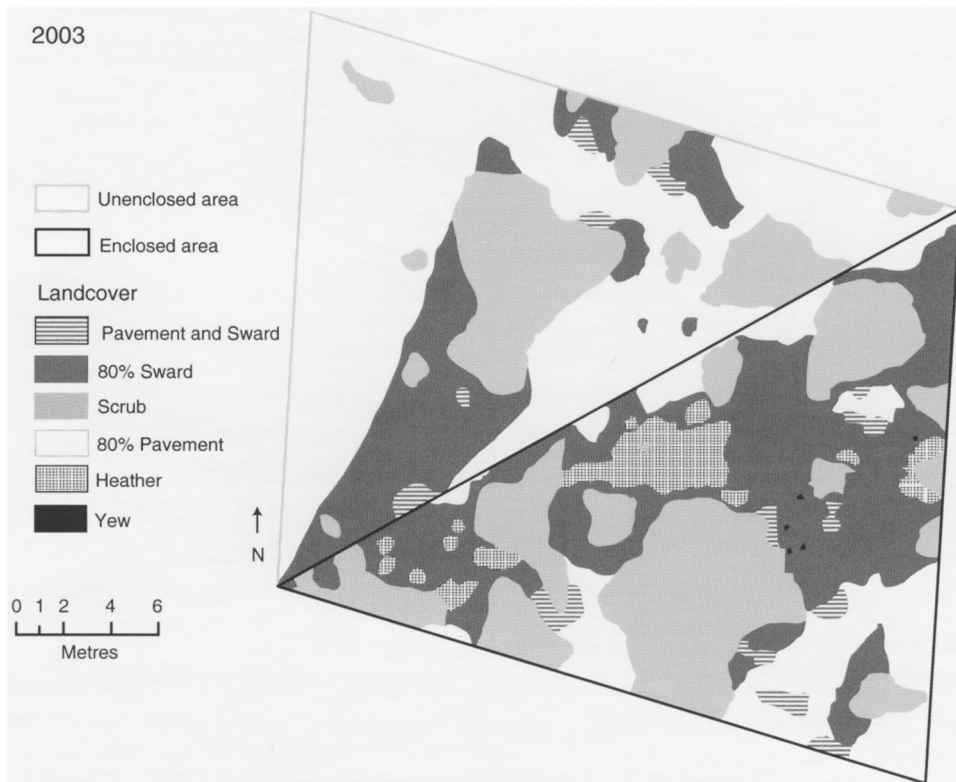 2003
Unenclosed area
Enclosed area
Landcover
Pavement and Sward
80% Sward
Scrub
80% Pavement
Heather
Yew
N
0 1 2 4 6
Metres